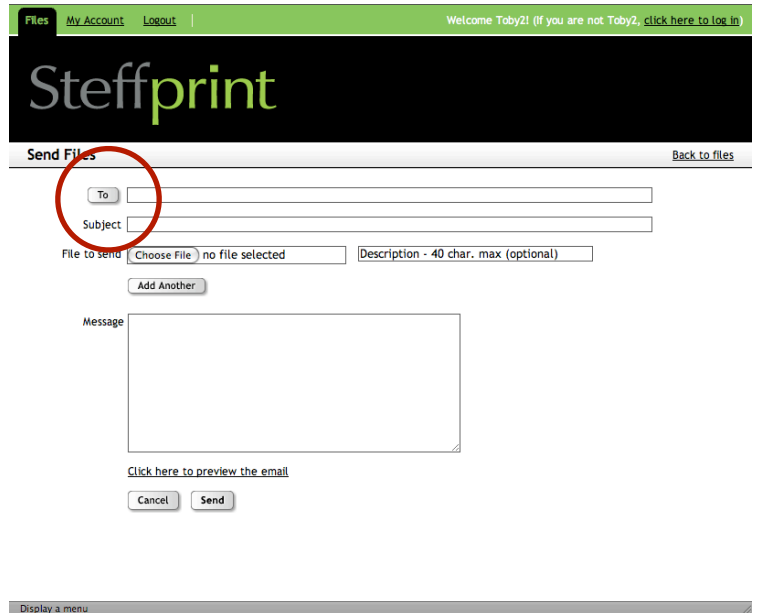 Files My Account Logout Welcome Toby2! (If you are not Toby2, click here to log in)
Steffprint
Send Files Back to files
To
Subject
File to send Choose File no file selected Description - 40 char. max (optional)
Add Another
Message
Click here to preview the email
Cancel Send
Display a menu